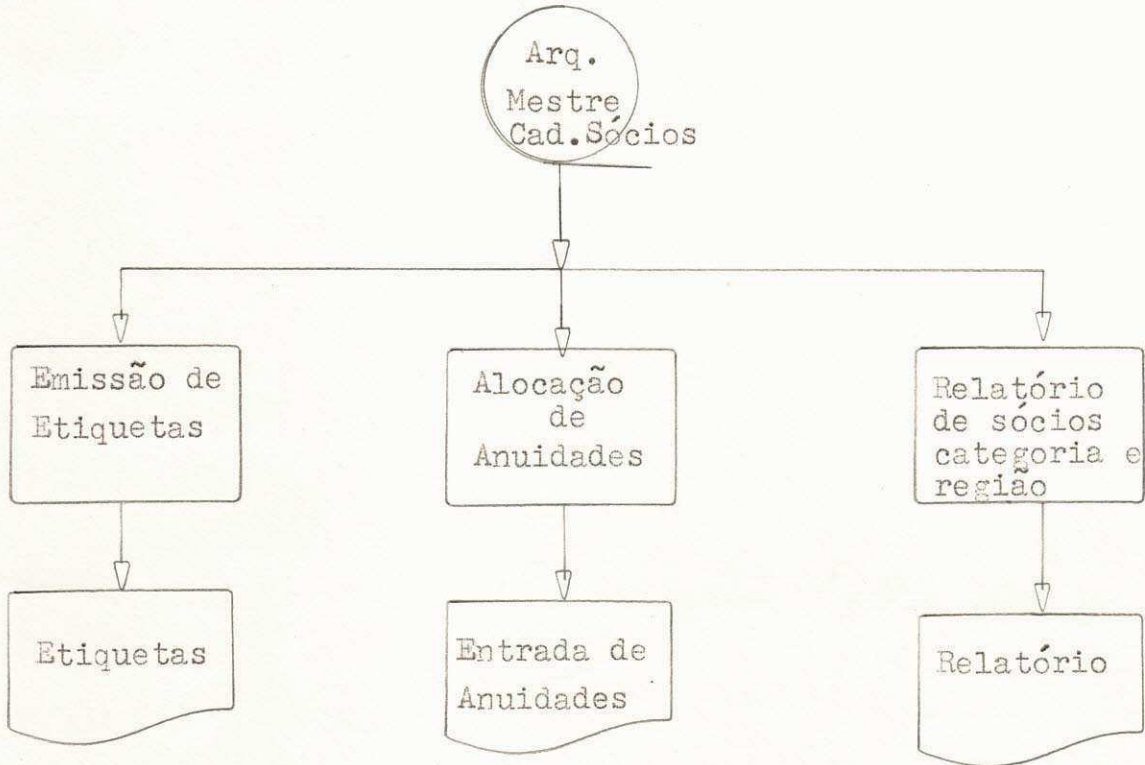 Arq.
Mestre
Cad.Sócios
Emissão de
Etiquetas
Alocação
de
Anuidades
Relatório
de sócios
categoria e
região
Etiquetas
Entrada de
Anuidades
Relatório